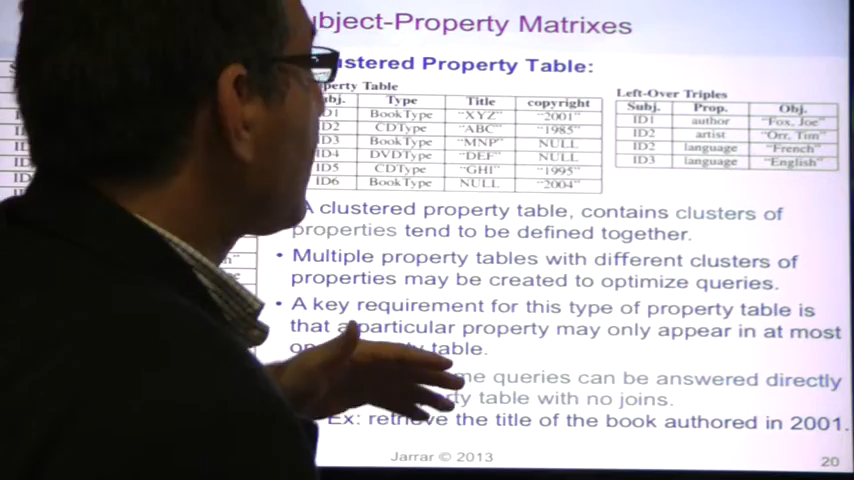 bject-Property Matrixes
stered Property Table:
perty Table
bj. Type Title copyright
ID1 BookType "XYZ" "2001"
ID2 CDType "ABC" "1985"
ID3 BookType "MNP" NULL
ID4 DVDType "DEF" NULL
ID5 CDType "GHI" "1995"
ID6 BookType NULL "2004"
Left-Over Triples
Subj. Prop. Obj.
ID1 author "Fox, Joe"
ID2 artist "Orr, Tim"
ID2 language "French"
ID3 language "English"
A clustered property table, contains clusters of
properties tend to be defined together.
• Multiple property tables with different clusters of
properties may be created to optimize queries.
• A key requirement for this type of property table is
that a particular property may only appear in at most
table.
me queries can be answered directly
rty table with no joins.
Ex: retrieve the title of the book authored in 2001.
Jarrar © 2013
20